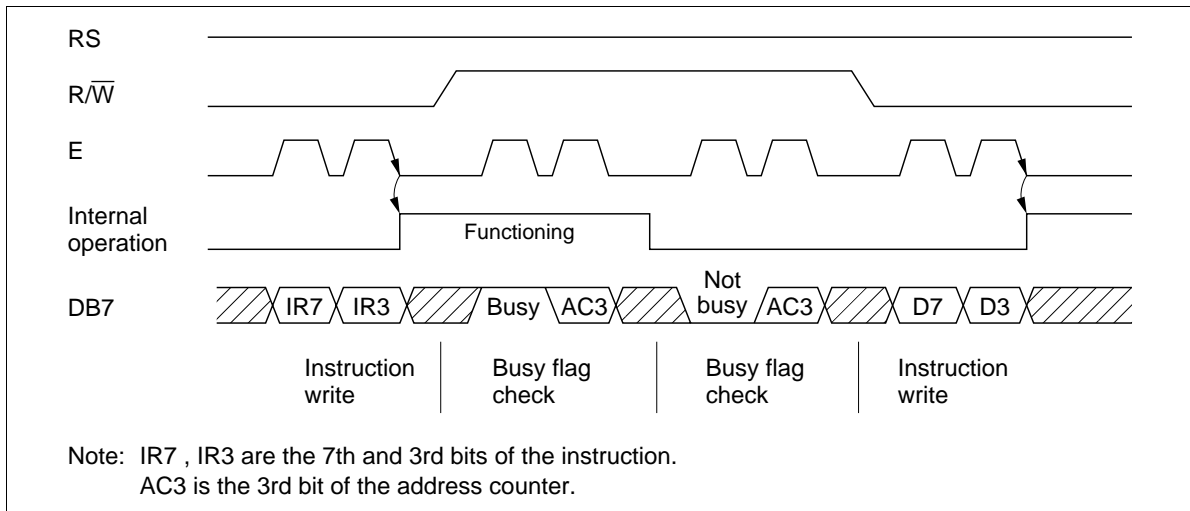 RS
R/W̅
E
Internal
operation
Functioning
DB7
IR7 IR3 Busy AC3 Not
busy AC3 D7 D3
Instruction
write
Busy flag
check
Busy flag
check
Instruction
write
Note: IR7 , IR3 are the 7th and 3rd bits of the instruction.
AC3 is the 3rd bit of the address counter.